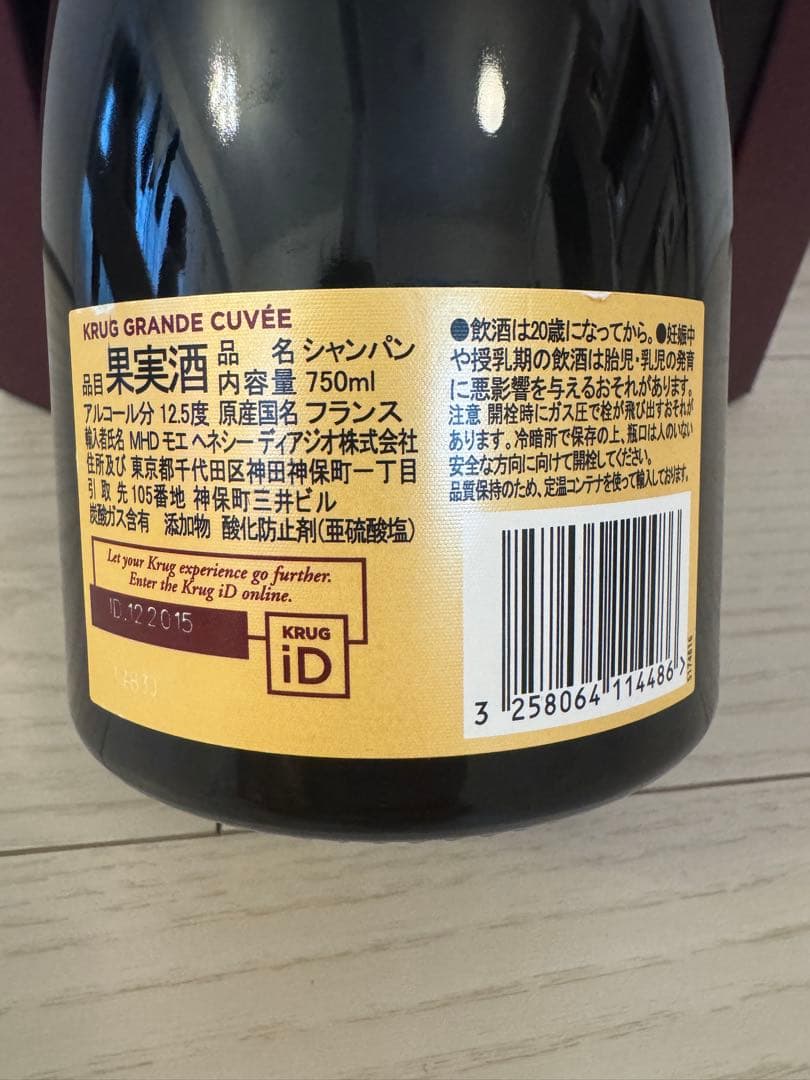 KRUG GRANDE CUVÉE
品目 果実酒 品名 シャンパン
内容量 750ml
アルコール分 12.5度 原産国名 フランス
輸入者氏名 MHD モエ ヘネシー ディアジオ株式会社
住所及び 東京都千代田区神田神保町一丁目
引取先 105番地 神保町三井ビル
炭酸ガス含有 添加物 酸化防止剤(亜硫酸塩)
Let your Krug experience go further.
Enter the Krug iD online.
ID.122015
KRUG
iD
●飲酒は20歳になってから。●妊娠中
や授乳期の飲酒は胎児・乳児の発育
に悪影響を与えるおそれがあります。
注意 開栓時にガス圧で栓が飛び出すおそれが
あります。冷暗所で保存の上、瓶口は人のいない
安全な方向に向けて開栓してください。
品質保持のため、定温コンテナを使って輸入しております。
3 258064 114486 >
5174816